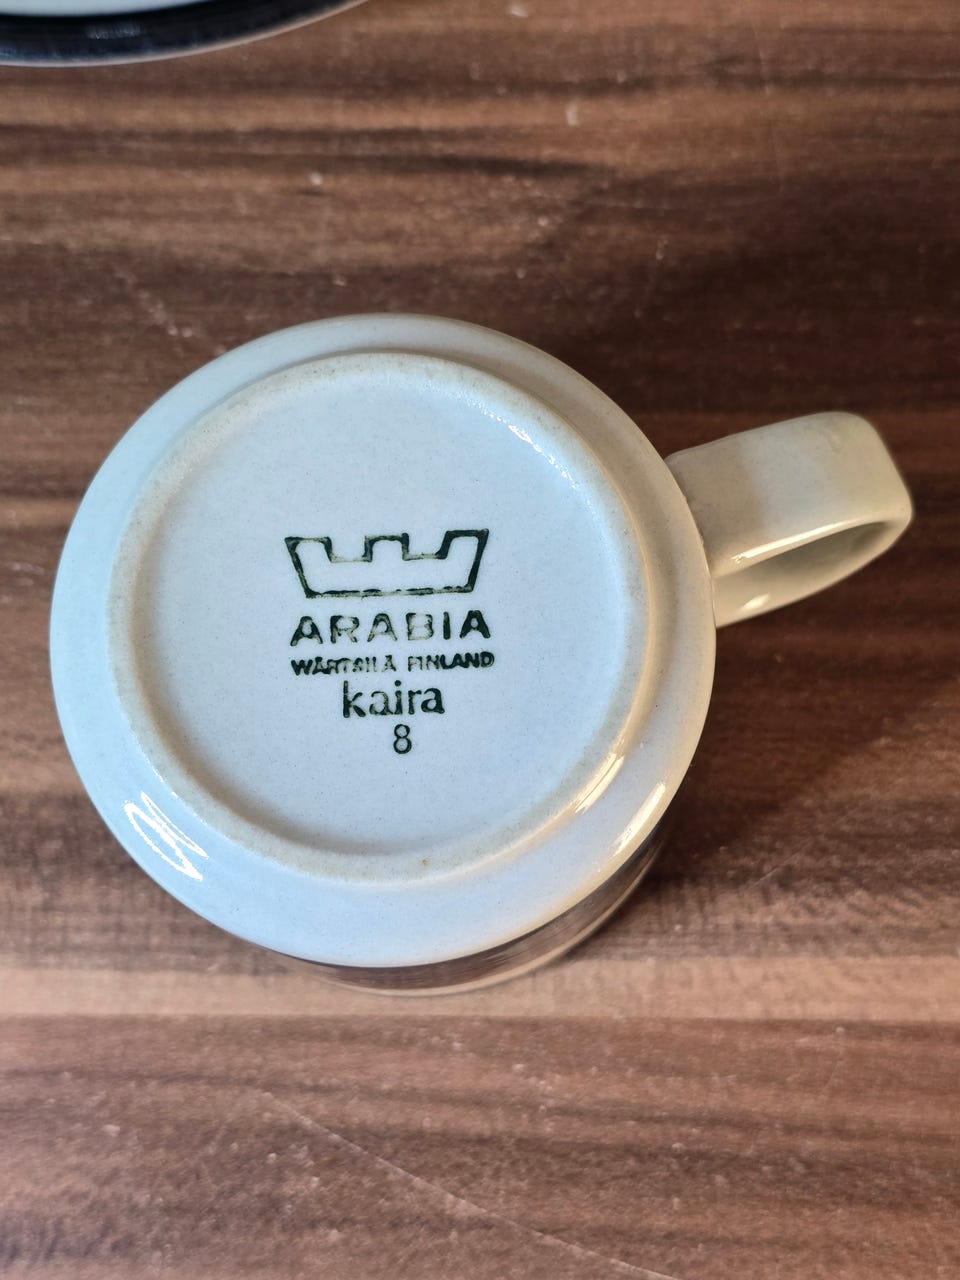 ARABIA
WÄRTSILÄ FINLAND
kaira
8